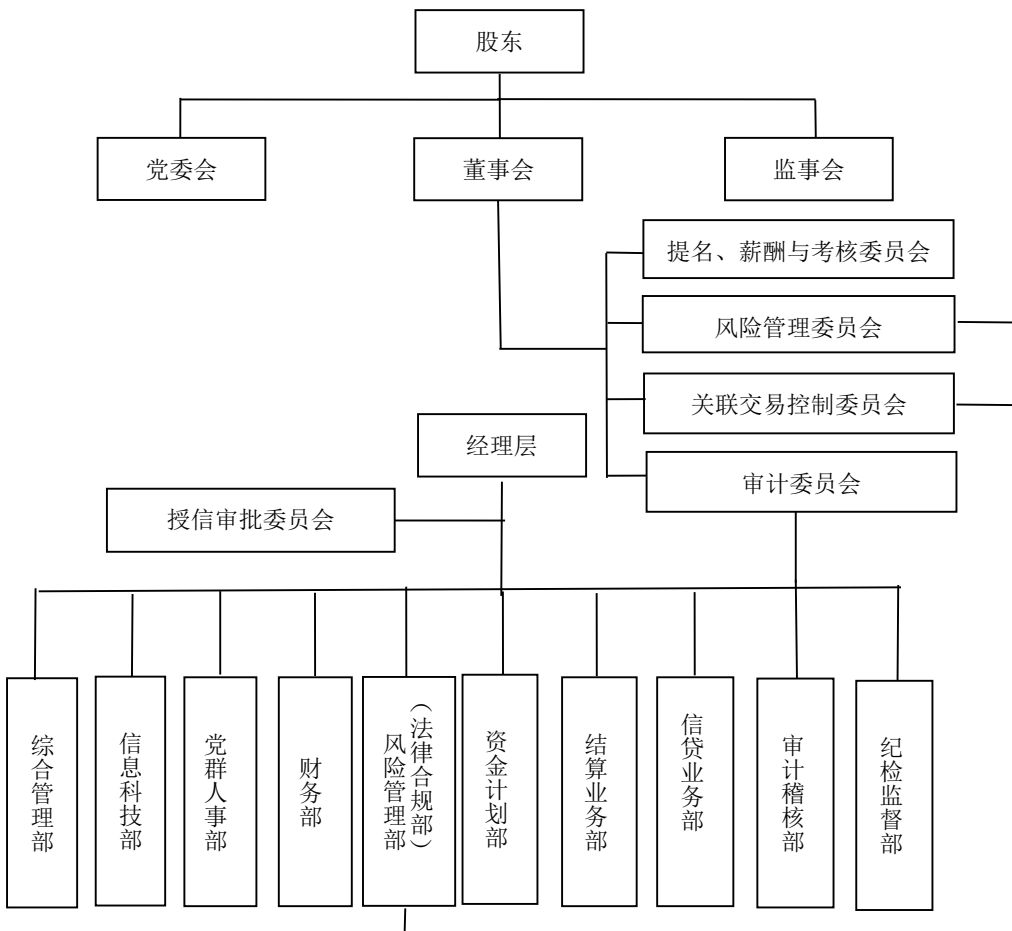 股东
党委会
董事会
监事会
提名、薪酬与考核委员会
风险管理委员会
关联交易控制委员会
经理层
审计委员会
授信审批委员会
综合管理部
信息科技部
党群人事部
财务部
风险管理部
（法律合规部）
资金计划部
结算业务部
信贷业务部
审计稽核部
纪检监督部